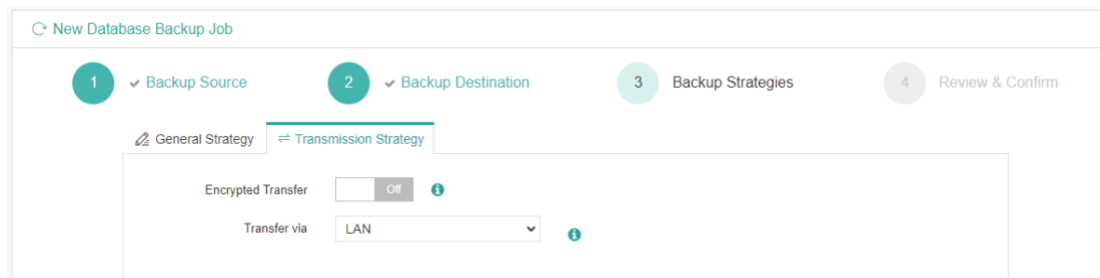 New Database Backup Job
1 Backup Source 2 Backup Destination 3 Backup Strategies 4 Review & Confirm
General Strategy Transmission Strategy
Encrypted Transfer Off
Transfer via LAN